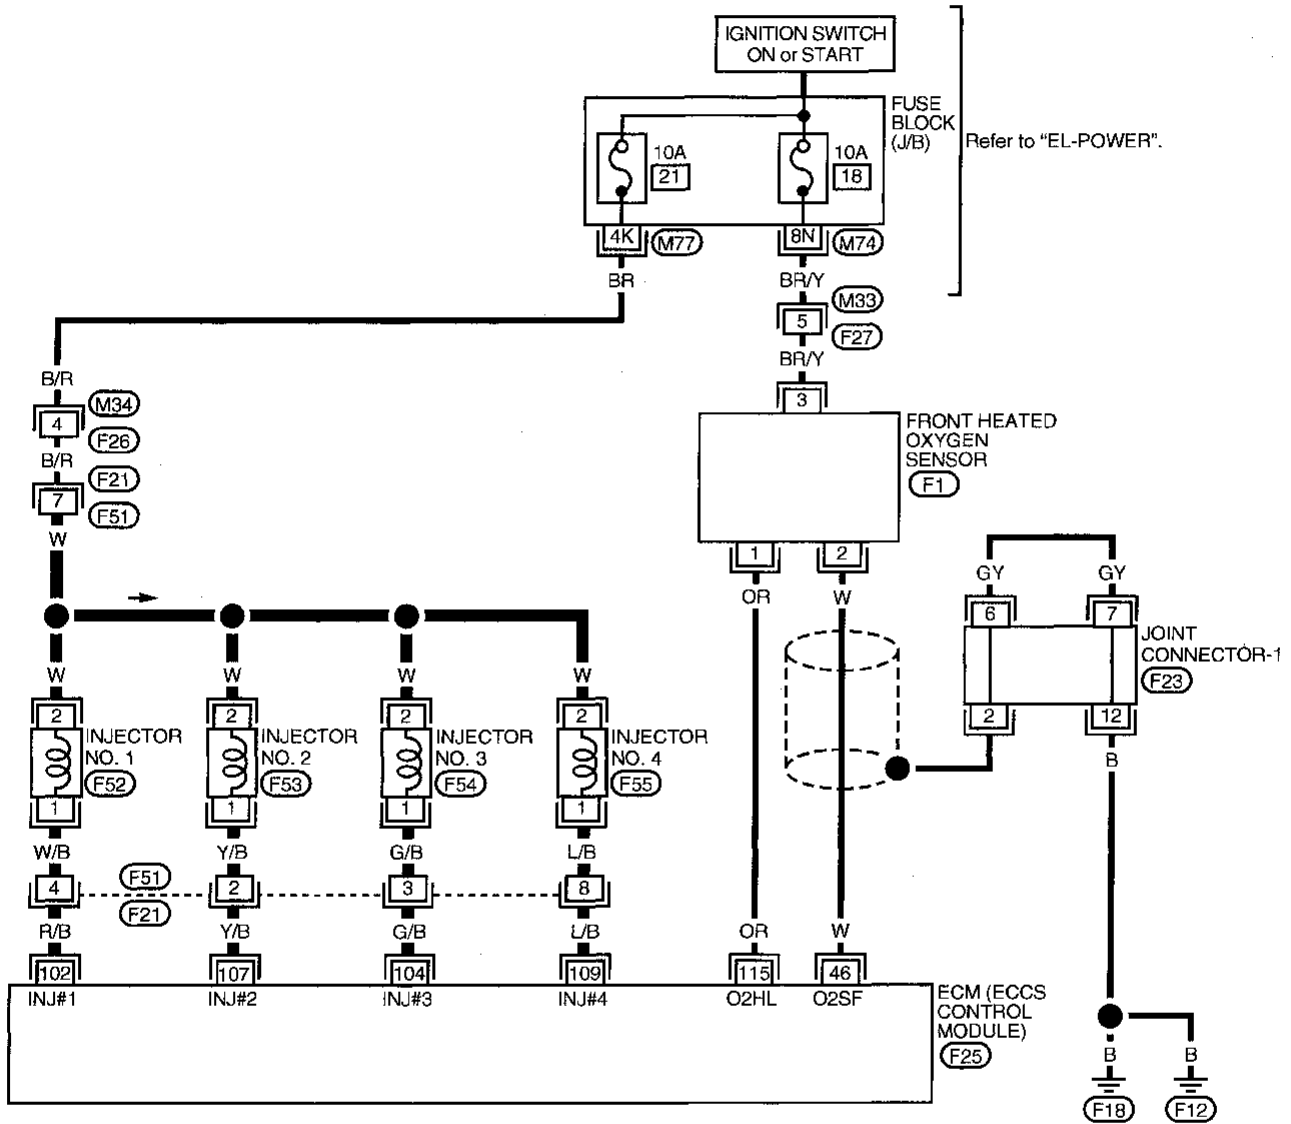 IGNITION SWITCH
ON or START
FUSE
BLOCK
(J/B)
Refer to "EL-POWER".
10A
21
10A
18
4K
M77
8N
M74
BR
BR/Y
M33
5
F27
BR/Y
3
B/R
M34
4
F26
B/R
F21
7
F51
W
FRONT HEATED
OXYGEN
SENSOR
F1
1
2
OR
W
GY
GY
6
7
JOINT
CONNECTOR-1
F23
2
12
B
W
W
W
W
2
2
2
2
INJECTOR
NO. 1
F52
INJECTOR
NO. 2
F53
INJECTOR
NO. 3
F54
INJECTOR
NO. 4
F55
1
1
1
1
W/B
Y/B
G/B
L/B
4
F51
F21
2
3
8
R/B
Y/B
G/B
L/B
OR
W
102
107
104
109
115
46
INJ#1
INJ#2
INJ#3
INJ#4
O2HL
O2SF
ECM (ECCS
CONTROL
MODULE)
F25
B
B
F18
F12